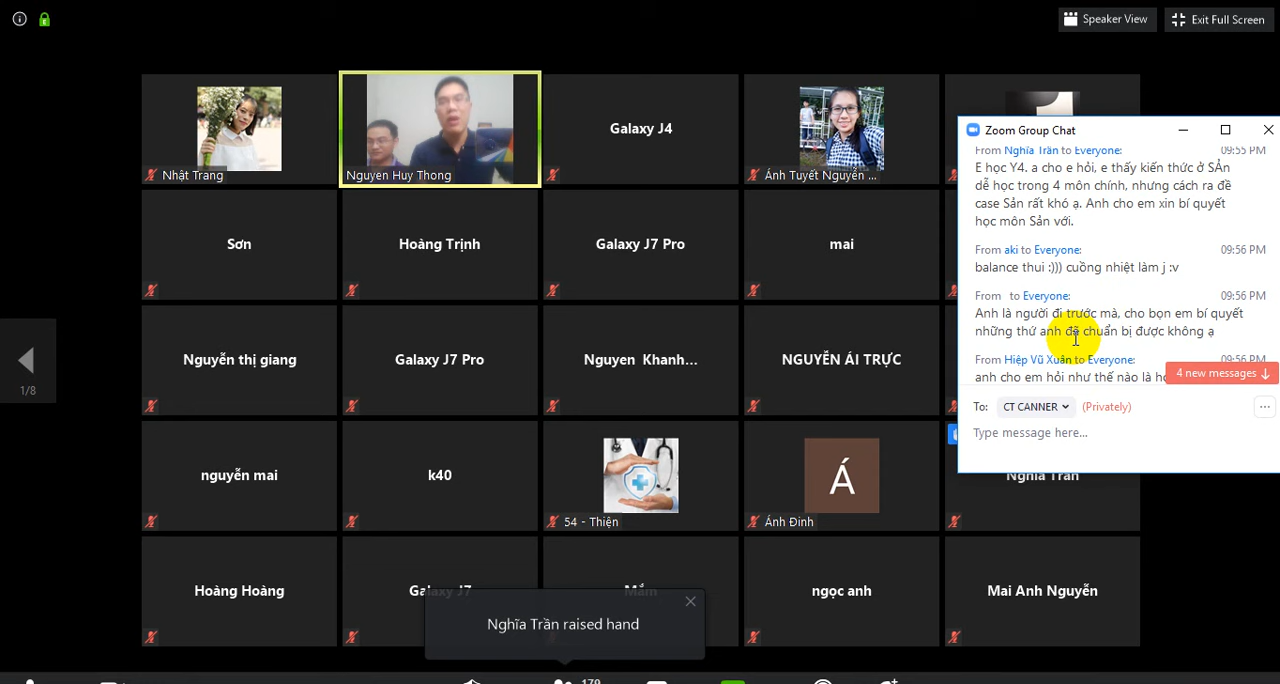 Speaker View
Exit Full Screen
Nhật Trang
Nguyen Huy Thong
Galaxy J4
Ánh Tuyết Nguyễn ...
Sơn
Hoàng Trịnh
Galaxy J7 Pro
mai
1/8
Nguyễn thị giang
Galaxy J7 Pro
Nguyen Khanh...
NGUYỄN ÁI TRỰC
nguyễn mai
k40
54 - Thiện
Á
Ánh Đinh
Nghĩa Trần
Hoàng Hoàng
Galaxy J7
Mắm
ngọc anh
Mai Anh Nguyễn
Nghĩa Trần raised hand
179
Zoom Group Chat
From Nghĩa Trần to Everyone: 09:55 PM
E học Y4. a cho e hỏi, e thấy kiến thức ở SẢn
dễ học trong 4 môn chính, nhưng cách ra đề
case Sản rất khó ạ. Anh cho em xin bí quyết
học môn Sản với.
From aki to Everyone: 09:56 PM
balance thui :))) cuồng nhiệt làm j :v
From to Everyone: 09:56 PM
Anh là người đi trước mà, cho bọn em bí quyết
những thứ anh đã chuẩn bị được không ạ
From Hiệp Vũ Xuân to Everyone: 09:56 PM
anh cho em hỏi như thế nào là
4 new messages
To: CT CANNER (Privately)
Type message here...